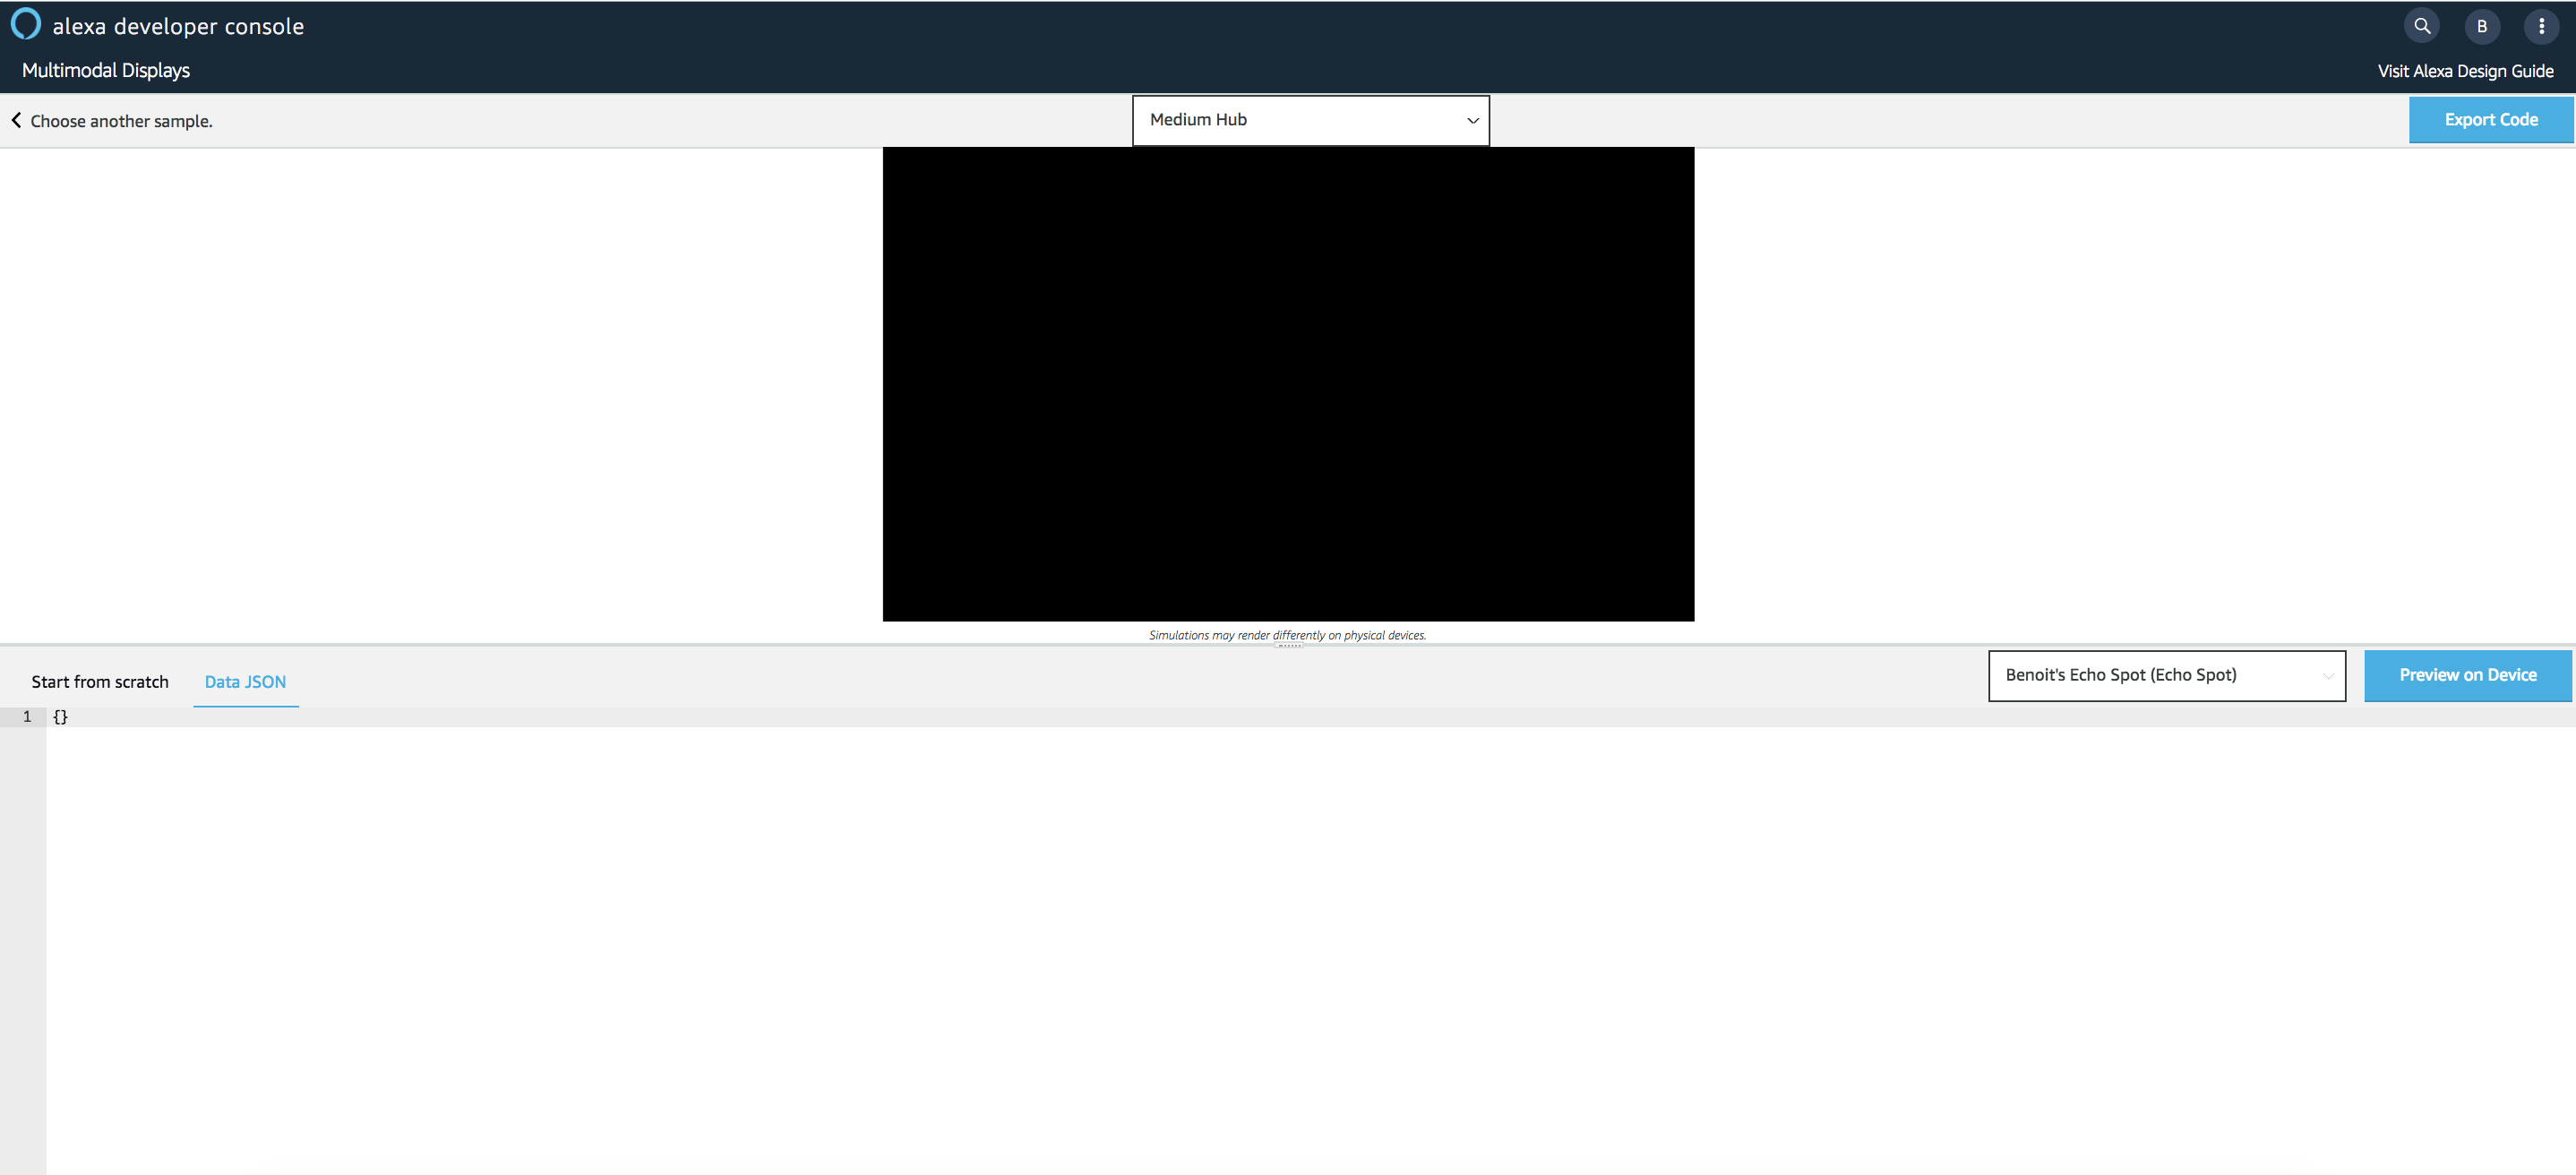 alexa developer console
B
Multimodal Displays
Visit Alexa Design Guide
Choose another sample.
Medium Hub
Export Code
Simulations may render differently on physical devices.
Start from scratch
Data JSON
Benoit's Echo Spot (Echo Spot)
Preview on Device
1 {}